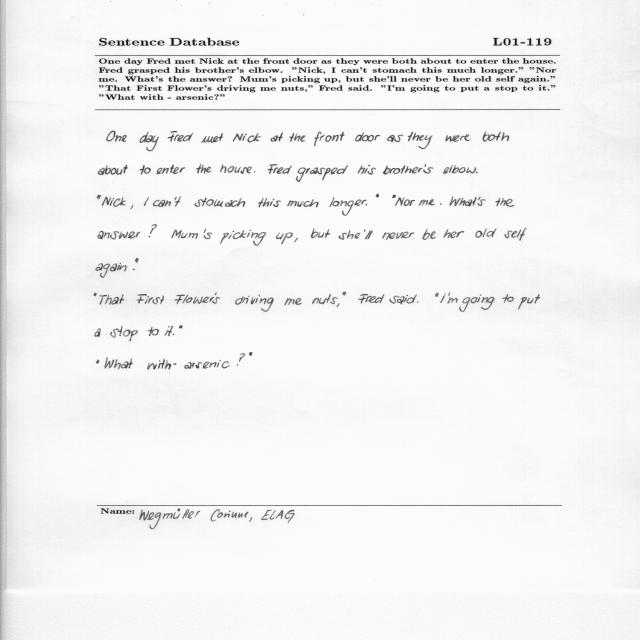 Sentence Database L01-119
One day Fred met Nick at the front door as they were both about to enter the house.
Fred grasped his brother's elbow. "Nick, I can't stomach this much longer." "Nor
me. What's the answer? Mum's picking up, but she'll never be her old self again."
"That First Flower's driving me nuts," Fred said. "I'm going to put a stop to it."
"What with - arsenic?"
One day Fred met Nick at the front door as they were both
about to enter the house. Fred grasped his brother's elbow.
"Nick, I can't stomach this much longer." "Nor me. What's the
answer? Mum's picking up, but she'll never be her old self
again."
"That First Flower's driving me nuts," Fred said. "I'm going to put
a stop to it."
"What with - arsenic?"
Name: Wegmüller Corinne, ELAG